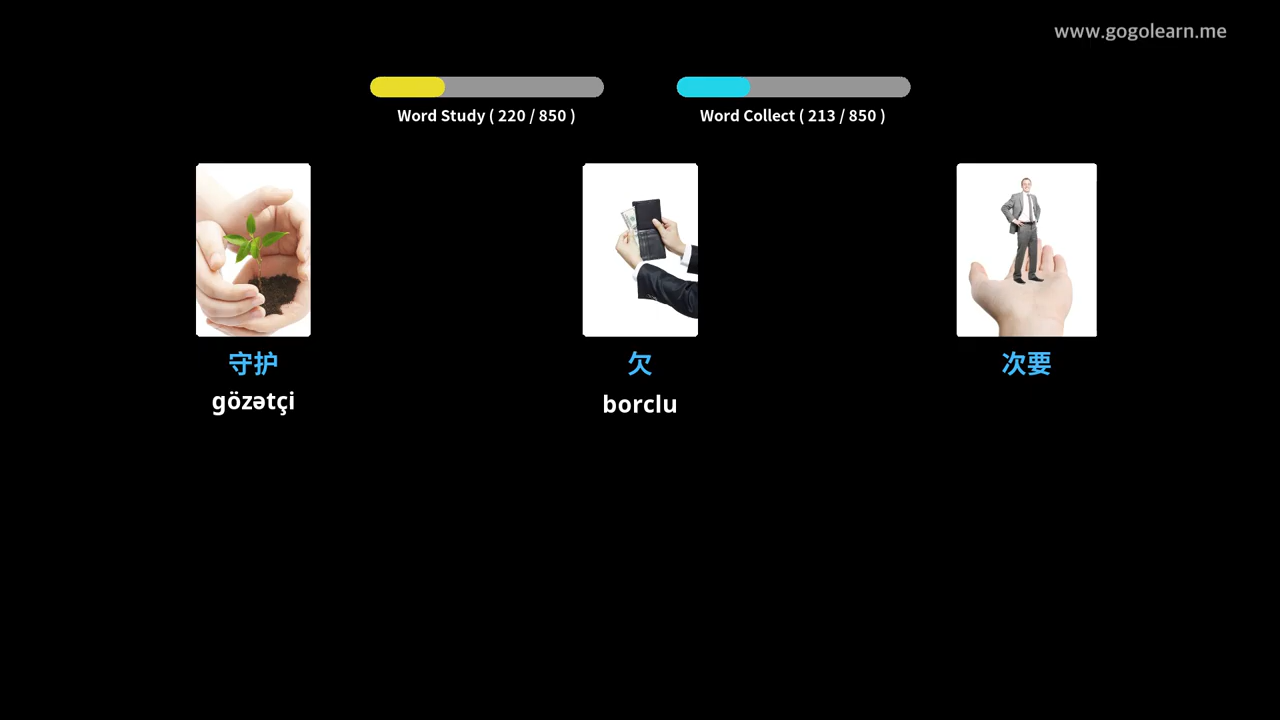 www.gogolearn.me
Word Study ( 220 / 850 )
Word Collect ( 213 / 850 )
守护
欠
次要
gözətçi
borclu